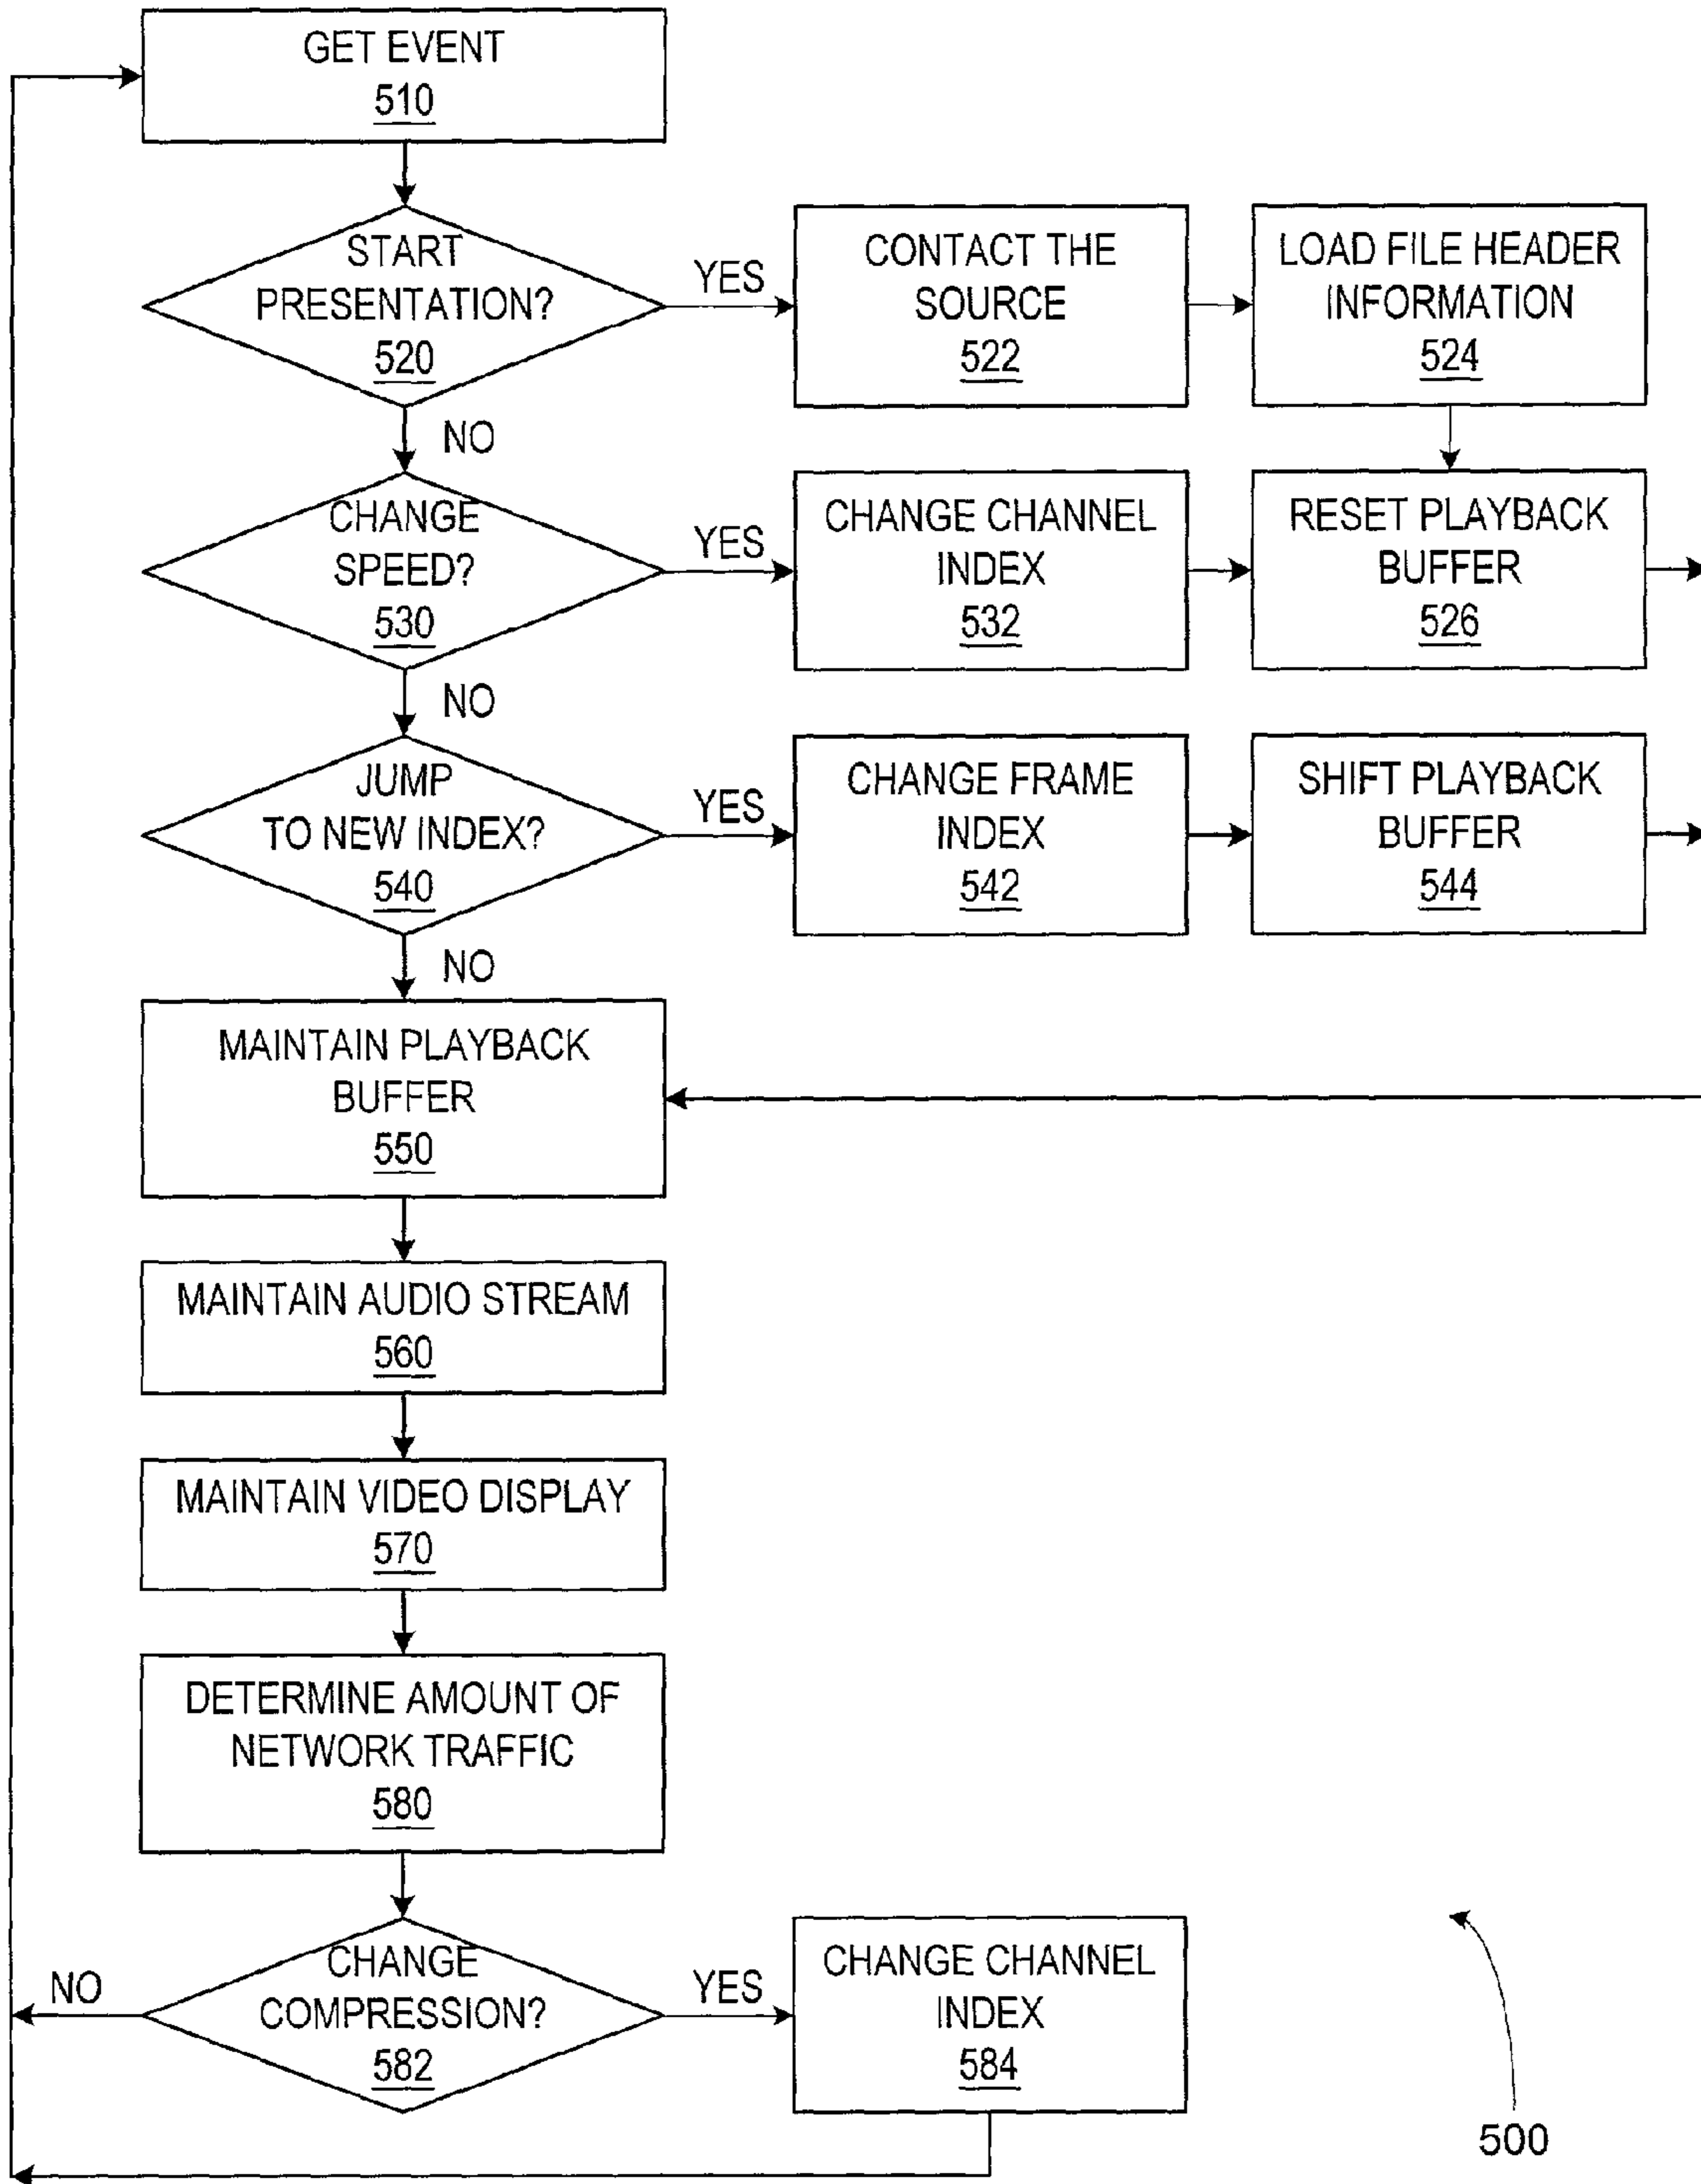 GET EVENT
510
START
PRESENTATION?
520
YES
CONTACT THE
SOURCE
522
LOAD FILE HEADER
INFORMATION
524
NO
CHANGE
SPEED?
530
YES
CHANGE CHANNEL
INDEX
532
RESET PLAYBACK
BUFFER
526
NO
JUMP
TO NEW INDEX?
540
YES
CHANGE FRAME
INDEX
542
SHIFT PLAYBACK
BUFFER
544
NO
MAINTAIN PLAYBACK
BUFFER
550
MAINTAIN AUDIO STREAM
560
MAINTAIN VIDEO DISPLAY
570
DETERMINE AMOUNT OF
NETWORK TRAFFIC
580
NO
CHANGE
COMPRESSION?
582
YES
CHANGE CHANNEL
INDEX
584
500